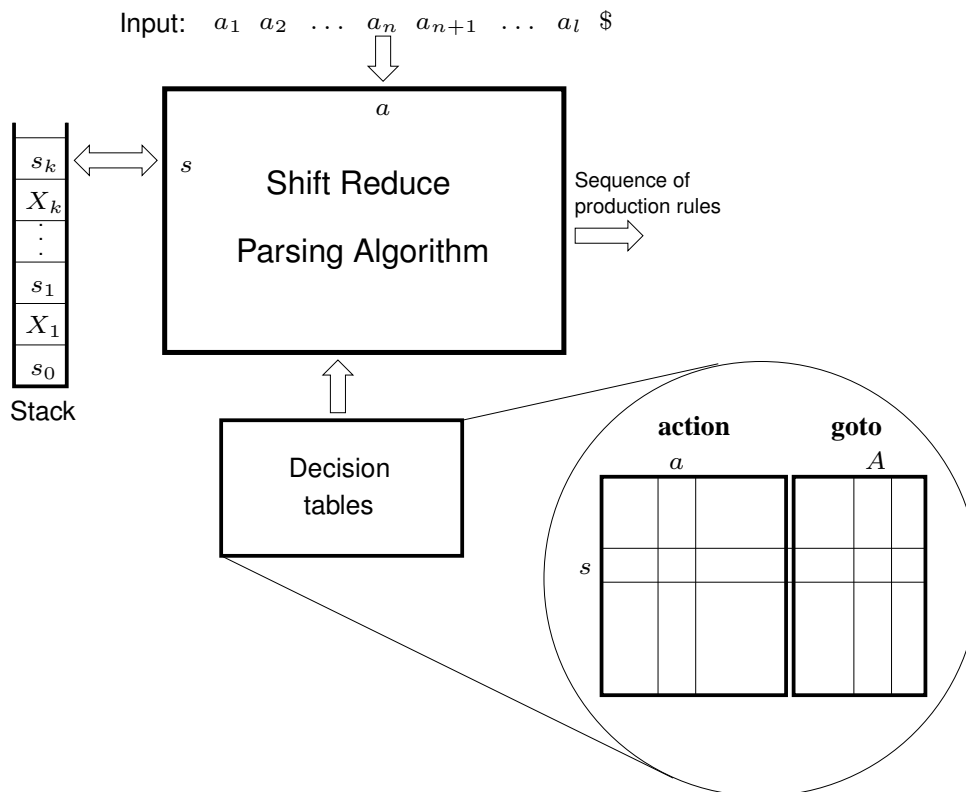 Input: a₁ a₂ … aₙ aₙ₊₁ … aₗ $
a
s
Shift Reduce
Parsing Algorithm
Sequence of
production rules
sₖ
Xₖ
⋮
s₁
X₁
s₀
Stack
Decision
tables
action goto
a A
s